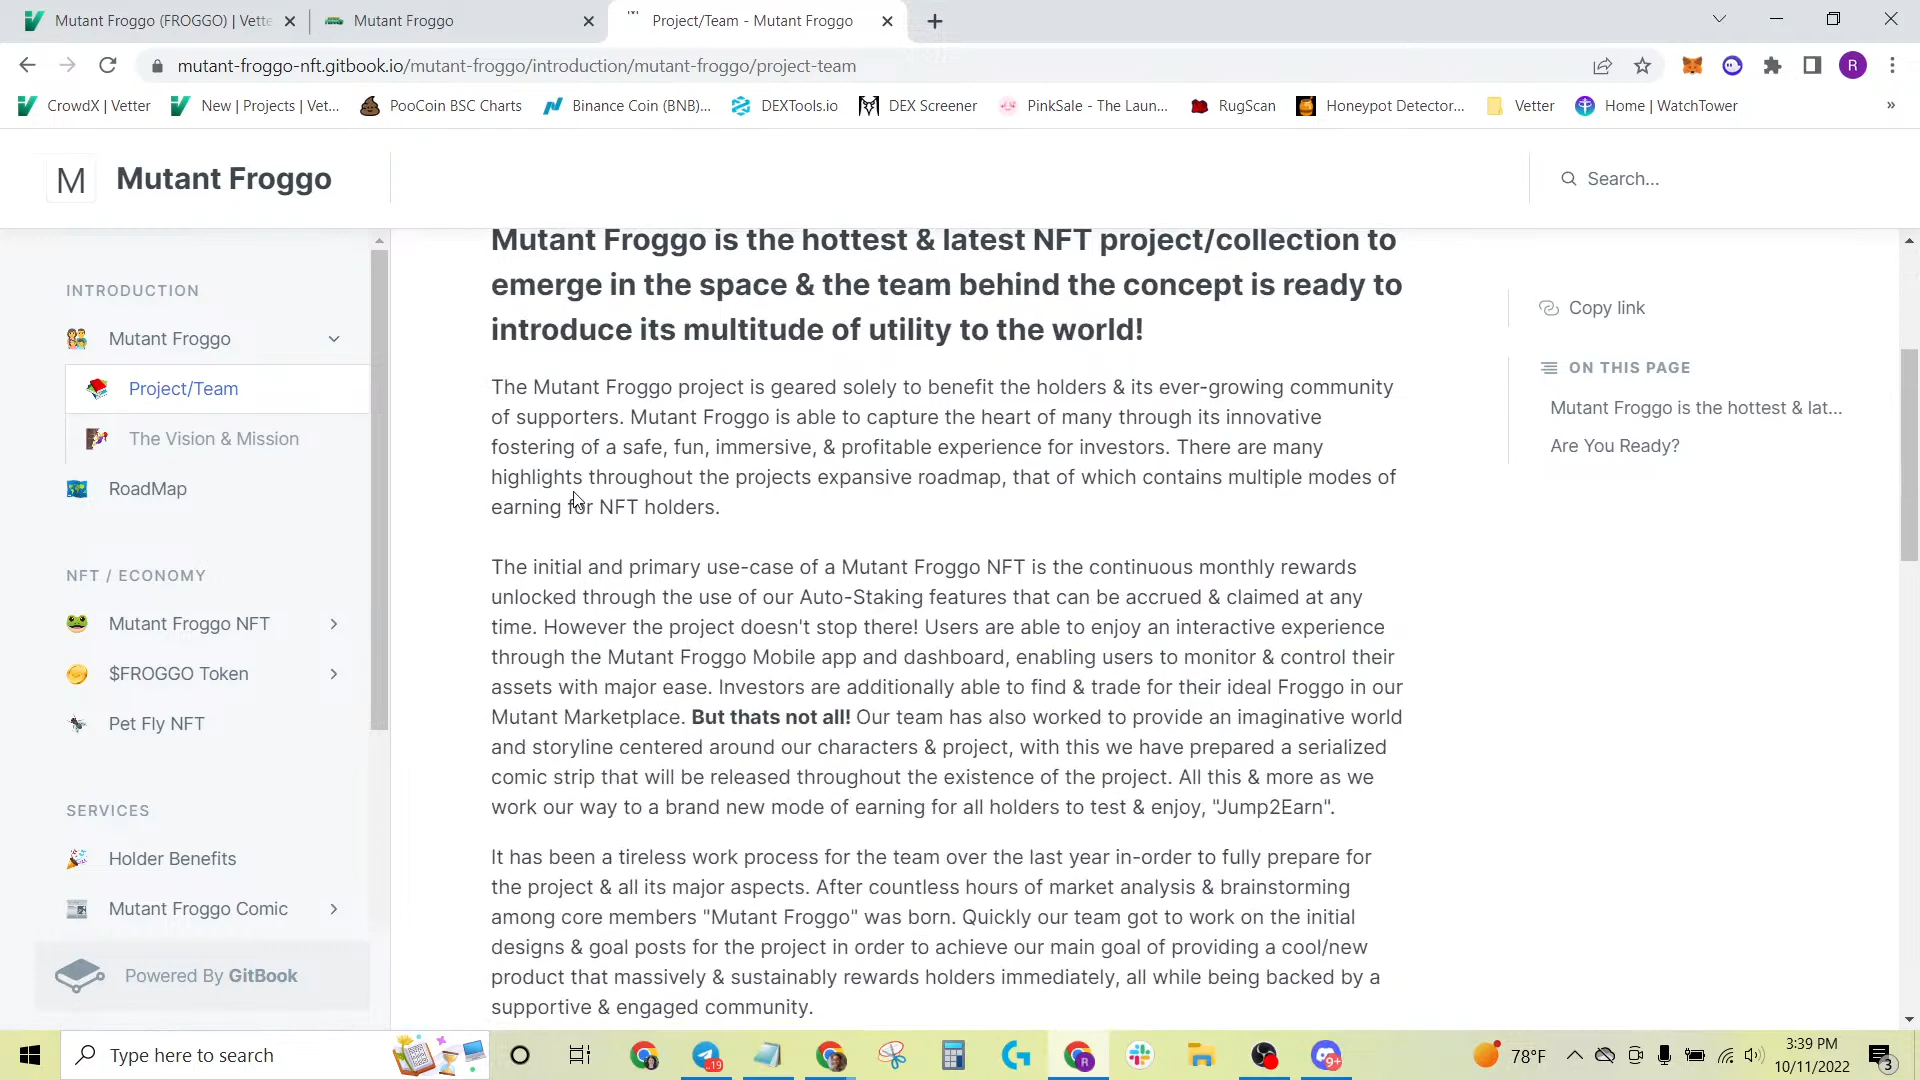 Mutant Froggo (FROGGO) | Vette
Mutant Froggo
Project/Team - Mutant Froggo
mutant-froggo-nft.gitbook.io/mutant-froggo/introduction/mutant-froggo/project-team
R
CrowdX | Vetter
New | Projects | Vet...
PooCoin BSC Charts
Binance Coin (BNB)...
DEXTools.io
DEX Screener
PinkSale - The Laun...
RugScan
Honeypot Detector...
Vetter
Home | WatchTower
»
M
Mutant Froggo
Search...
INTRODUCTION
Mutant Froggo
Project/Team
The Vision & Mission
RoadMap
NFT / ECONOMY
Mutant Froggo NFT
$FROGGO Token
Pet Fly NFT
SERVICES
Holder Benefits
Mutant Froggo Comic
Powered By GitBook
Mutant Froggo is the hottest & latest NFT project/collection to
emerge in the space & the team behind the concept is ready to
introduce its multitude of utility to the world!
The Mutant Froggo project is geared solely to benefit the holders & its ever-growing community
of supporters. Mutant Froggo is able to capture the heart of many through its innovative
fostering of a safe, fun, immersive, & profitable experience for investors. There are many
highlights throughout the projects expansive roadmap, that of which contains multiple modes of
earning for NFT holders.
The initial and primary use-case of a Mutant Froggo NFT is the continuous monthly rewards
unlocked through the use of our Auto-Staking features that can be accrued & claimed at any
time. However the project doesn't stop there! Users are able to enjoy an interactive experience
through the Mutant Froggo Mobile app and dashboard, enabling users to monitor & control their
assets with major ease. Investors are additionally able to find & trade for their ideal Froggo in our
Mutant Marketplace. But thats not all! Our team has also worked to provide an imaginative world
and storyline centered around our characters & project, with this we have prepared a serialized
comic strip that will be released throughout the existence of the project. All this & more as we
work our way to a brand new mode of earning for all holders to test & enjoy, "Jump2Earn".
It has been a tireless work process for the team over the last year in-order to fully prepare for
the project & all its major aspects. After countless hours of market analysis & brainstorming
among core members "Mutant Froggo" was born. Quickly our team got to work on the initial
designs & goal posts for the project in order to achieve our main goal of providing a cool/new
product that massively & sustainably rewards holders immediately, all while being backed by a
supportive & engaged community.
Copy link
ON THIS PAGE
Mutant Froggo is the hottest & lat...
Are You Ready?
Type here to search
..19
R
9+
78°F
3:39 PM
10/11/2022
3